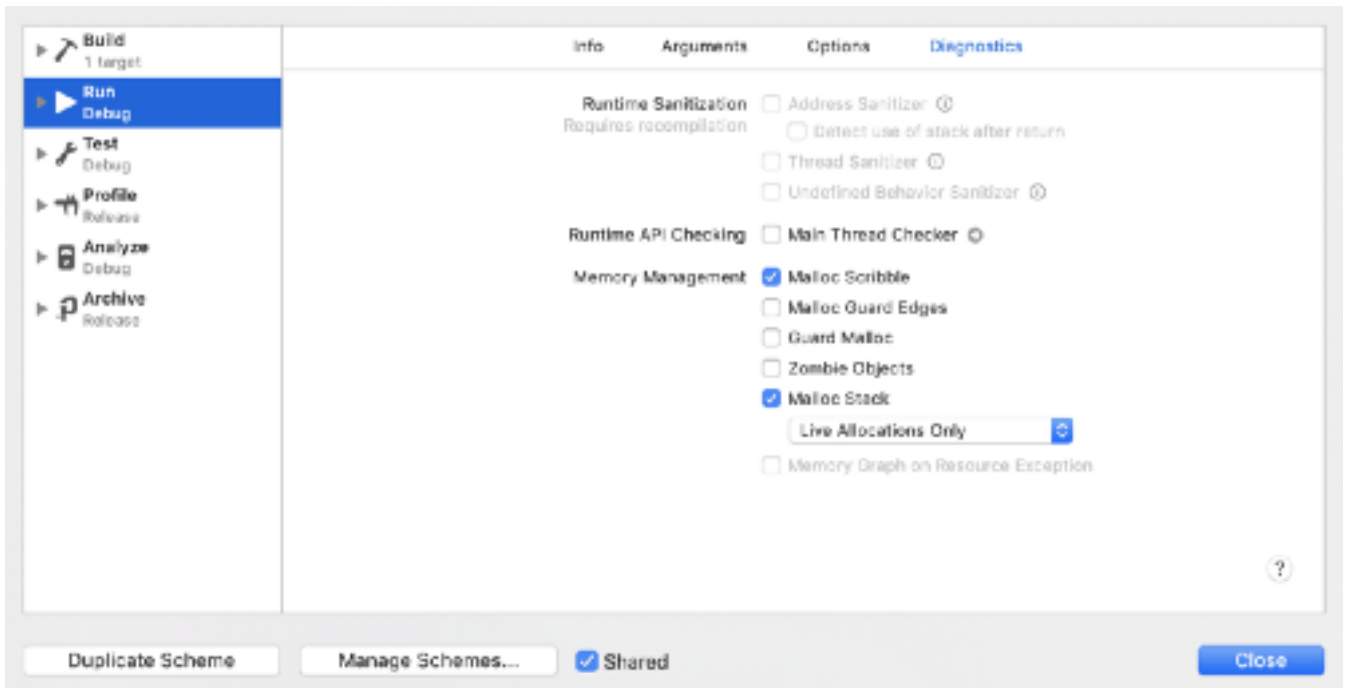 Build
1 target
Run
Debug
Test
Debug
Profile
Release
Analyze
Debug
Archive
Release
Info Arguments Options Diagnostics
Runtime Sanitization Address Sanitizer
Requires recompilation Detect use of stack after return
Thread Sanitizer
Undefined Behavior Sanitizer
Runtime API Checking Main Thread Checker
Memory Management Malloc Scribble
Malloc Guard Edges
Guard Malloc
Zombie Objects
Malloc Stack
Live Allocations Only
Memory Graph on Resource Exception
?
Duplicate Scheme Manage Schemes... Shared Close